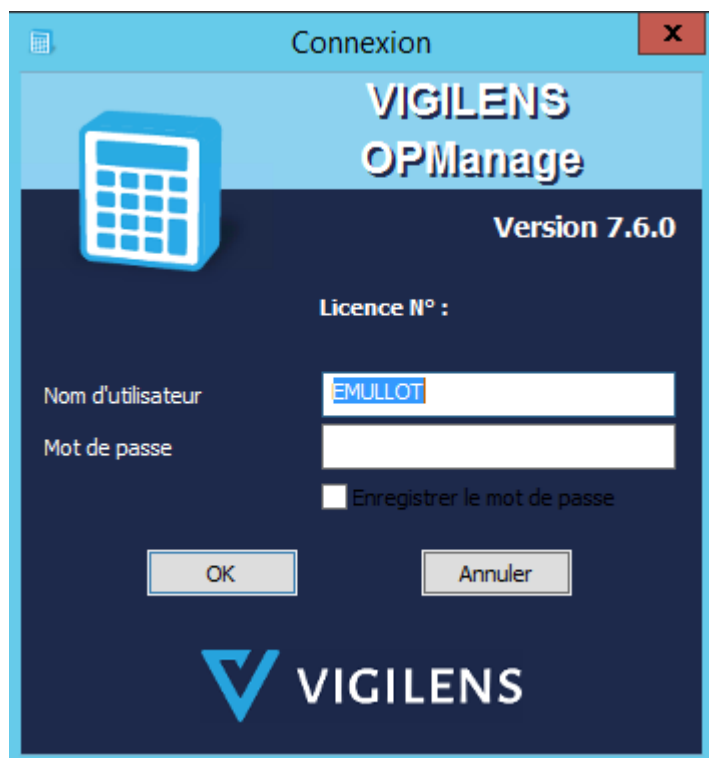 Connexion
VIGILENS
OPManage
Version 7.6.0
Licence N° :
Nom d'utilisateur EMULLOT
Mot de passe
Enregistrer le mot de passe
OK Annuler
VIGILENS